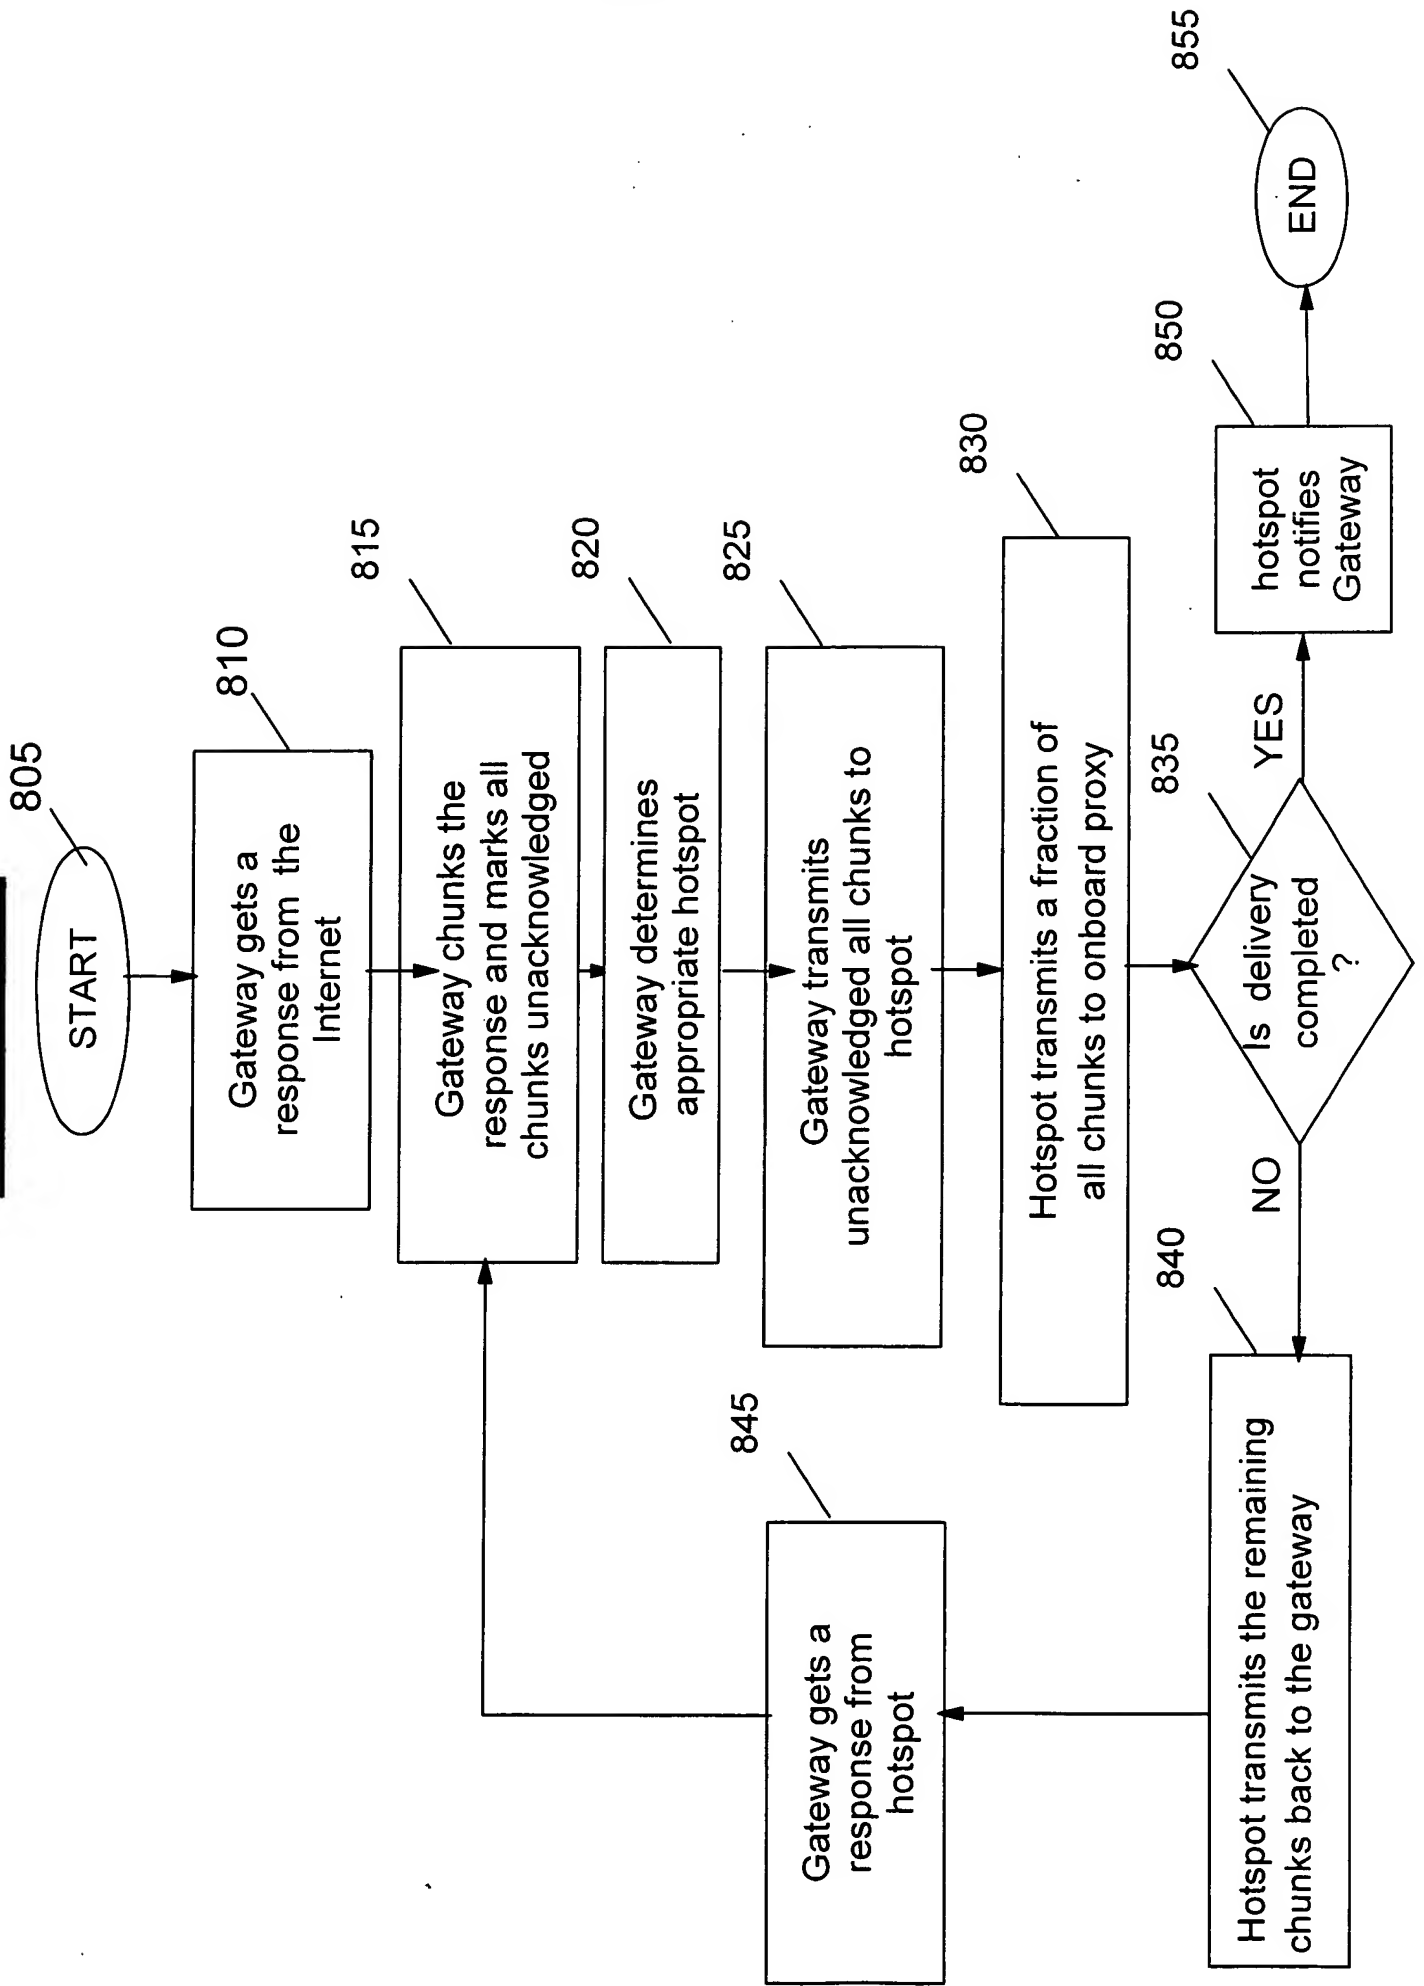 805
START
810
Gateway gets a
response from the
Internet
815
Gateway chunks the
response and marks all
chunks unacknowledged
820
Gateway determines
appropriate hotspot
825
Gateway transmits
unacknowledged all chunks to
hotspot
830
Hotspot transmits a fraction of
all chunks to onboard proxy
835
Is delivery
completed
?
YES
850
hotspot
notifies
Gateway
855
END
NO
840
Hotspot transmits the remaining
chunks back to the gateway
845
Gateway gets a
response from
hotspot